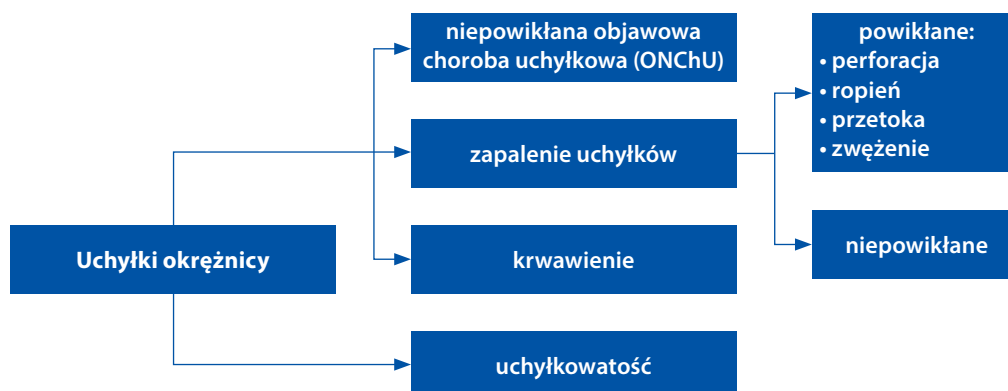 Uchyłki okrężnicy
niepowikłana objawowa
choroba uchyłkowa (ONChU)
zapalenie uchyłków
krwawienie
uchyłkowatość
powikłane:
• perforacja
• ropień
• przetoka
• zwężenie
niepowikłane